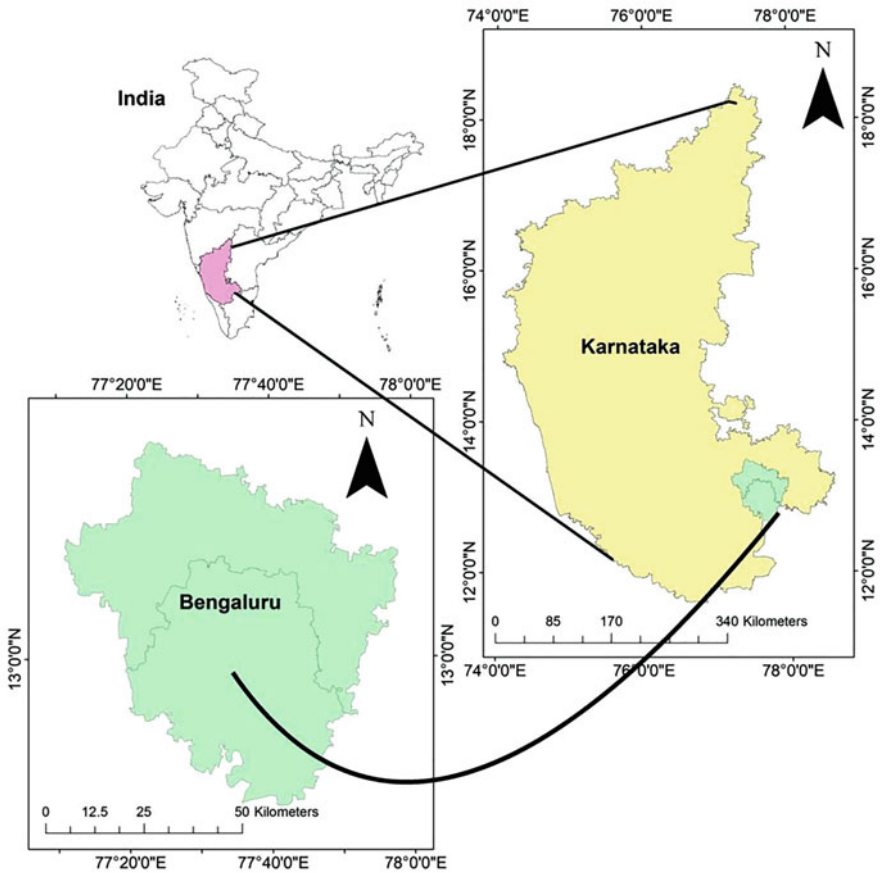 74°0'0"E 76°0'0"E 78°0'0"E
N
India
18°0'0"N
18°0'0"N
16°0'0"N
16°0'0"N
Karnataka
77°20'0"E 77°40'0"E 78°0'0"E
N
14°0'0"N
14°0'0"N
12°0'0"N
12°0'0"N
Bengaluru
0 85 170 340 Kilometers
13°0'0"N
13°0'0"N
74°0'0"E 76°0'0"E 78°0'0"E
0 12.5 25 50 Kilometers
77°20'0"E 77°40'0"E 78°0'0"E